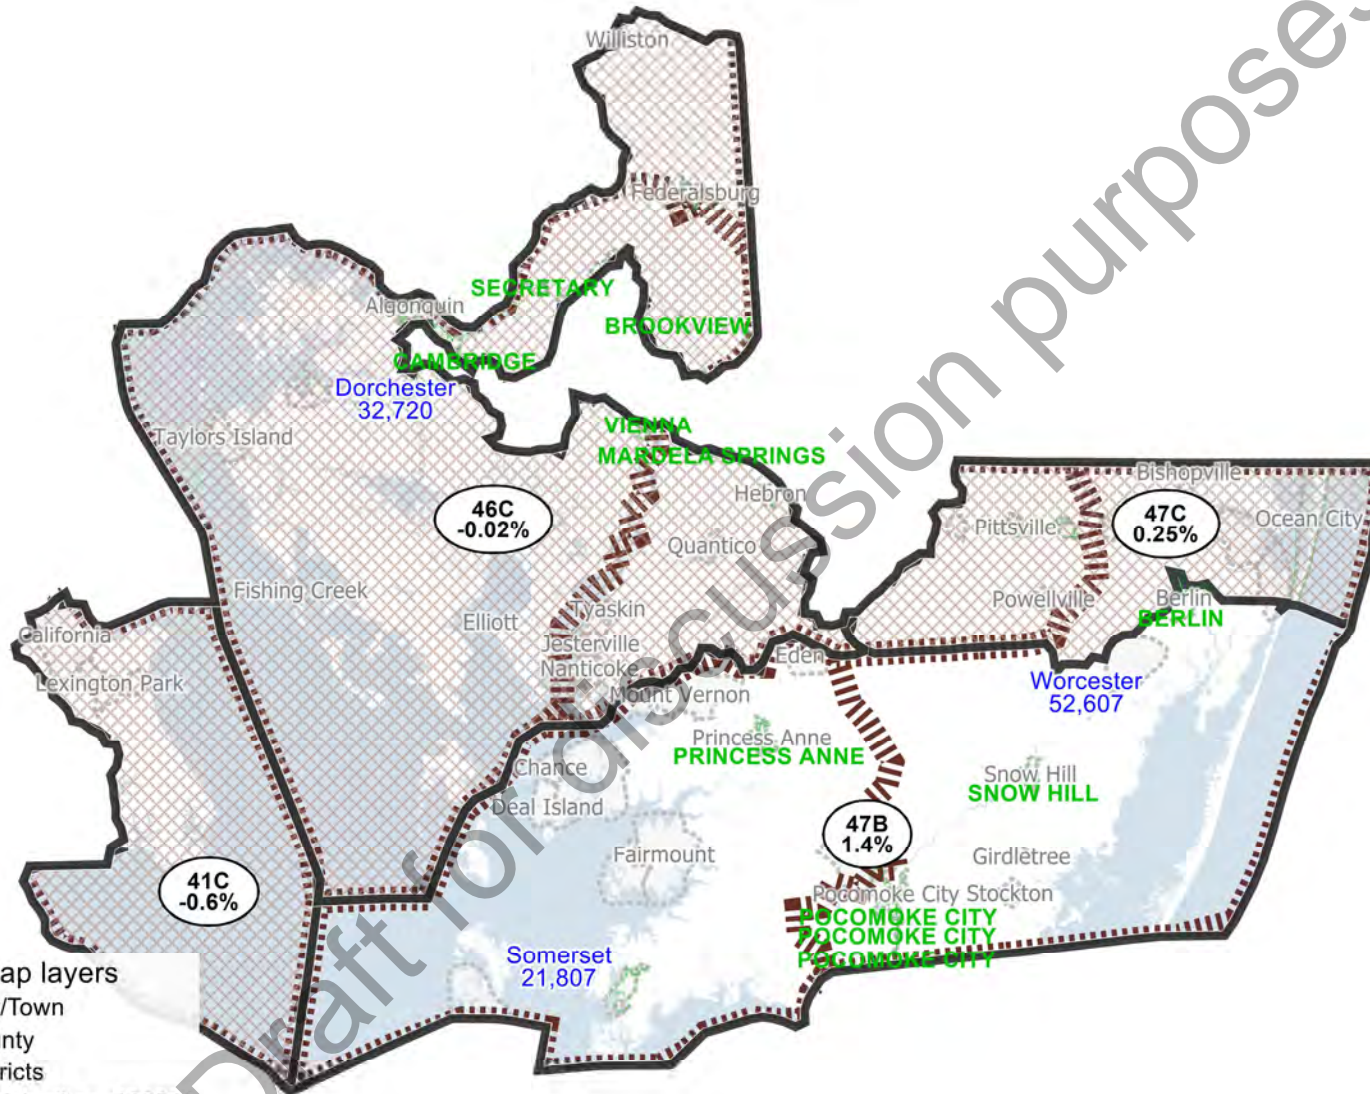 Williston
Federalsburg
SECRETARY
Algonquin
BROOKVIEW
CAMBRIDGE
Dorchester
32,720
VIENNA
Taylors Island
MARDELA SPRINGS
Bishopville
Hebron
46C
-0.02%
47C
0.25%
Ocean City
Pittsville
Quantico
Fishing Creek
Powellville
Berlin
Tyaskin
BERLIN
Elliott
California
Jesterville
Eden
Nanticoke
Lexington Park
Worcester
52,607
Mount Vernon
Princess Anne
PRINCESS ANNE
Chance
Snow Hill
SNOW HILL
Deal Island
47B
1.4%
Fairmount
Girdletree
41C
-0.6%
Pocomoke City
Stockton
POCOMOKE CITY
POCOMOKE CITY
POCOMOKE CITY
Somerset
21,807
ap layers
/Town
nty
ricts
Draft for discussion purposes